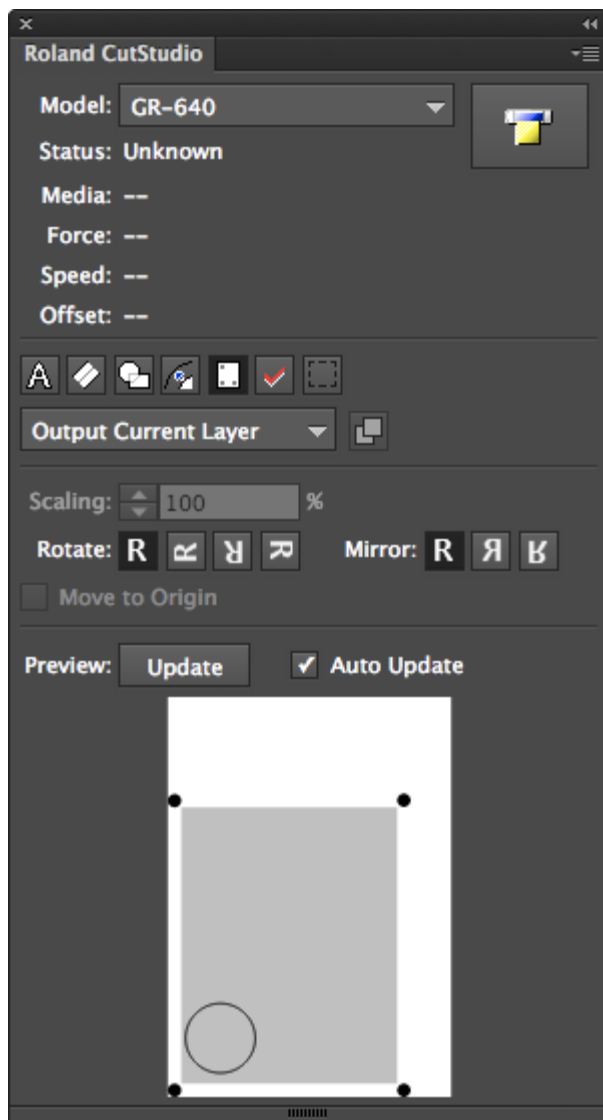 Roland CutStudio
Model: GR-640
Status: Unknown
Media: --
Force: --
Speed: --
Offset: --
A
Output Current Layer
Scaling: 100 %
Rotate: R R R R Mirror: R R R
Move to Origin
Preview: Update Auto Update